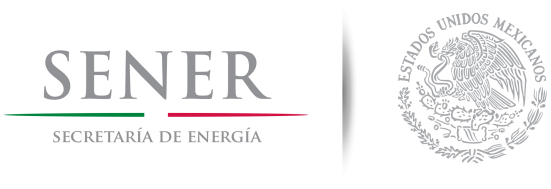 SENER
SECRETARÍA DE ENERGÍA
ESTADOS UNIDOS MEXICANOS